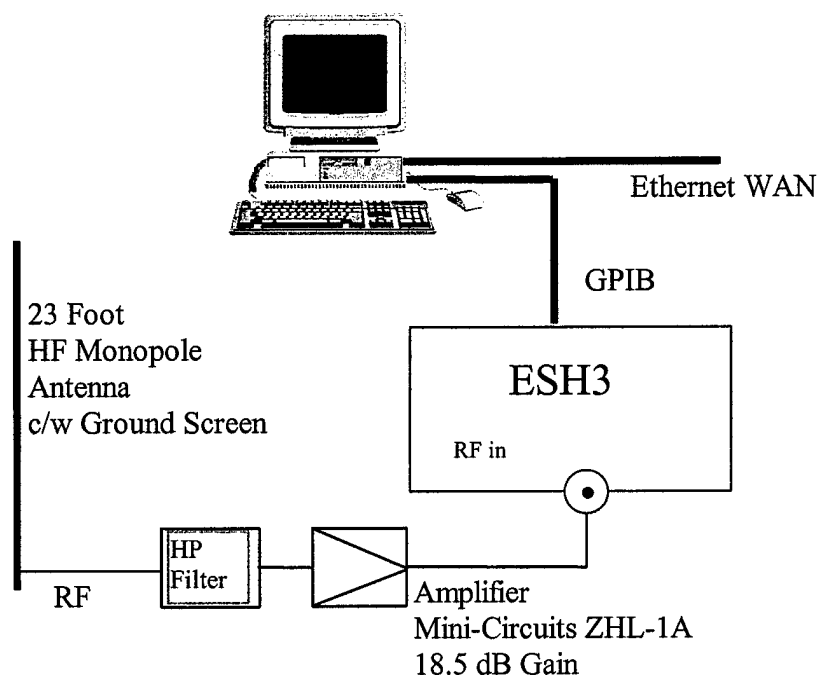 Ethernet WAN
GPIB
23 Foot
HF Monopole
Antenna
c/w Ground Screen
ESH3
RF in
HP
Filter
RF
Amplifier
Mini-Circuits ZHL-1A
18.5 dB Gain